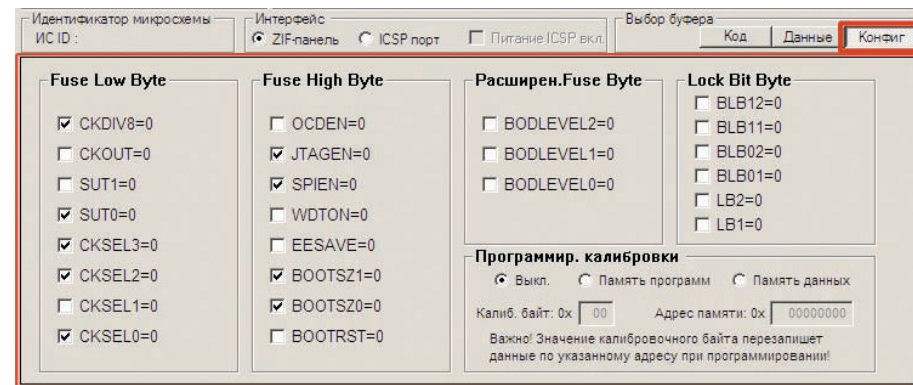 Идентификатор микросхемы
ИС ID :
Интерфейс
ZIF-панель ICSP порт Питание ICSP вкл.
Выбор буфера
Код Данные Конфиг
Fuse Low Byte
CKDIV8=0
CKOUT=0
SUT1=0
SUT0=0
CKSEL3=0
CKSEL2=0
CKSEL1=0
CKSEL0=0
Fuse High Byte
OCDEN=0
JTAGEN=0
SPIEN=0
WDTON=0
EESAVE=0
BOOTSZ1=0
BOOTSZ0=0
BOOTRST=0
Расширен.Fuse Byte
BODLEVEL2=0
BODLEVEL1=0
BODLEVEL0=0
Lock Bit Byte
BLB12=0
BLB11=0
BLB02=0
BLB01=0
LB2=0
LB1=0
Программир. калибровки
Выкл. Память программ Память данных
Калиб. байт: 0x 00 Адрес памяти: 0x 00000000
Важно! Значение калибровочного байта перезапишет
данные по указанному адресу при программировании!